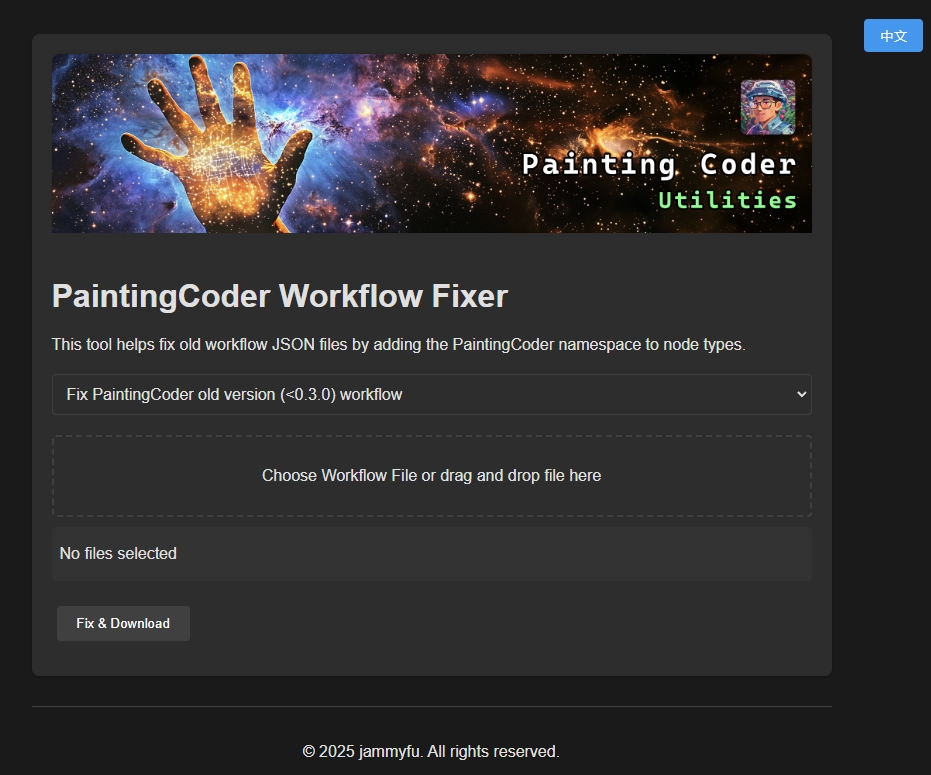 中文
Painting Coder
Utilities
PaintingCoder Workflow Fixer
This tool helps fix old workflow JSON files by adding the PaintingCoder namespace to node types.
Fix PaintingCoder old version (<0.3.0) workflow
Choose Workflow File or drag and drop file here
No files selected
Fix & Download
© 2025 jammyfu. All rights reserved.